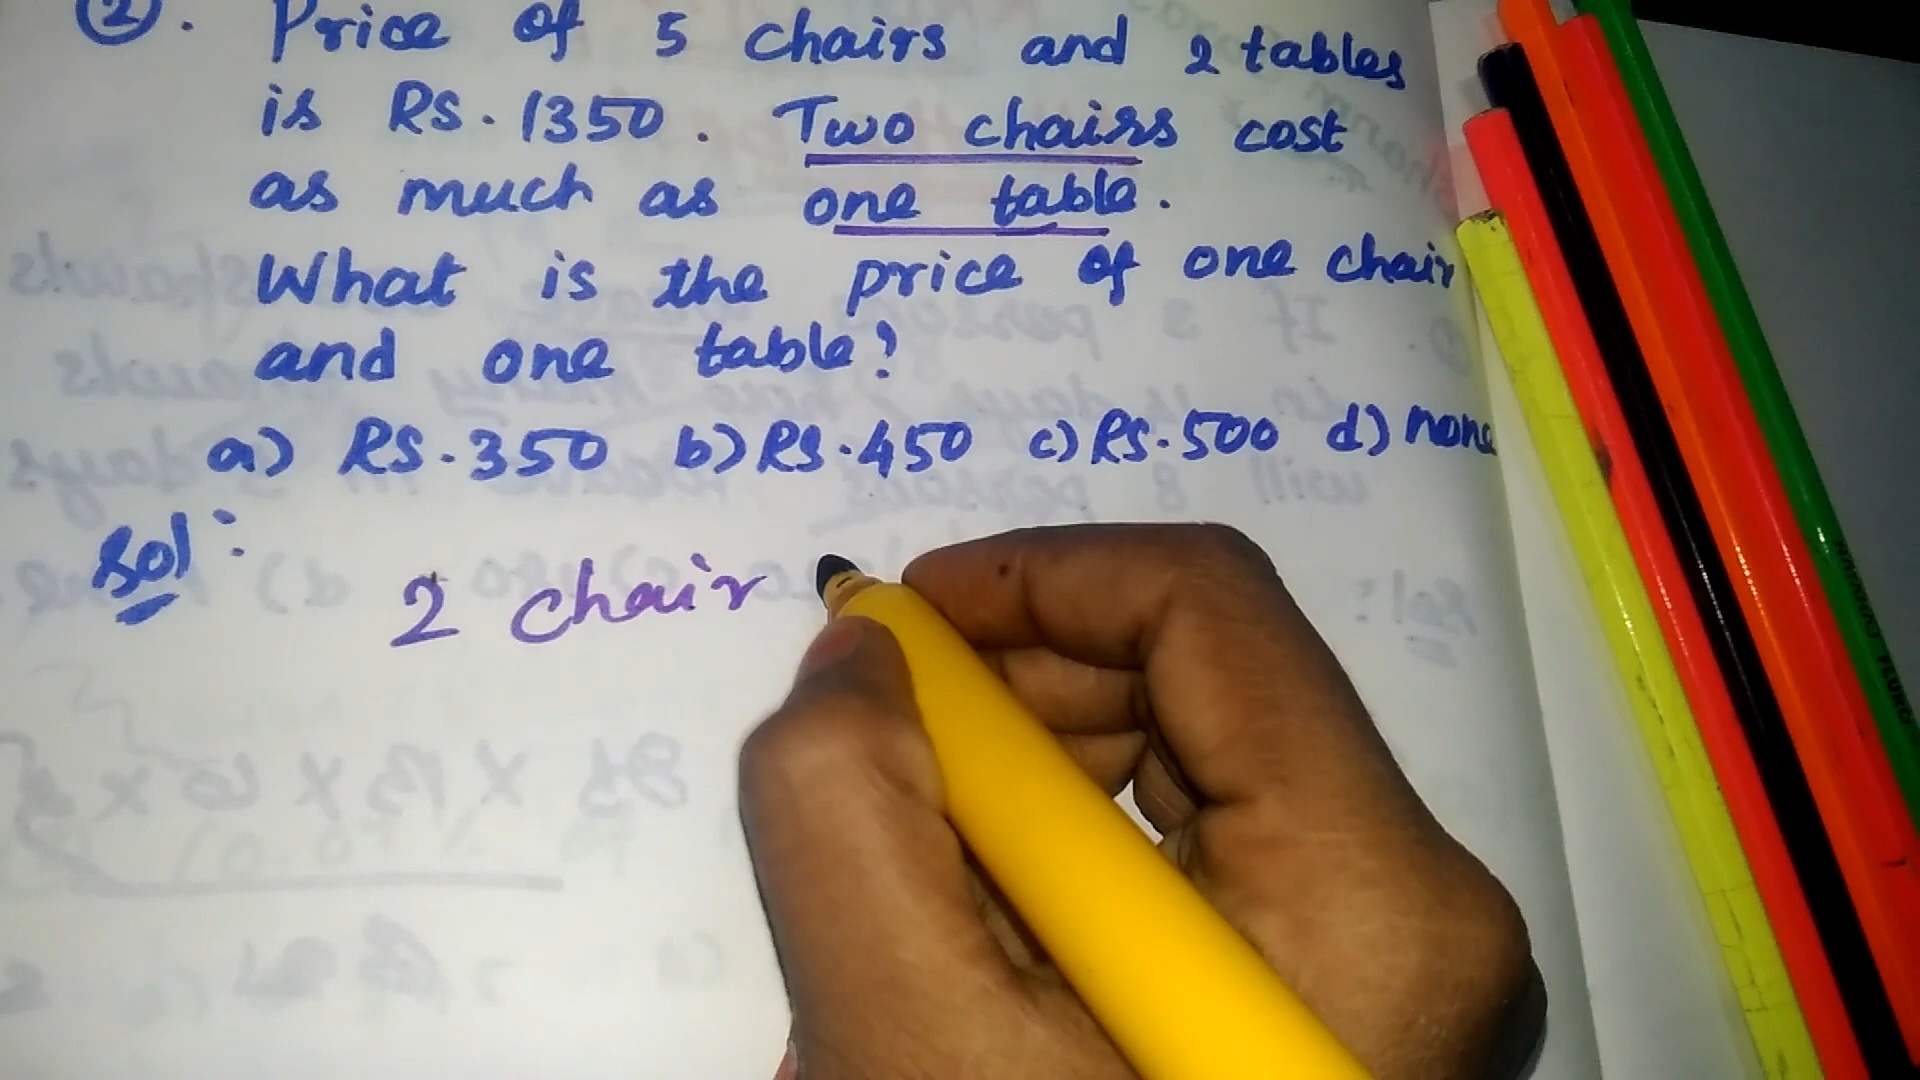 2. Price of 5 chairs and 2 tables
is Rs. 1350. Two chairs cost
as much as one table.
What is the price of one chair
and one table?
a) Rs. 350 b) Rs. 450 c) Rs. 500 d) none
Sol:
2 chair